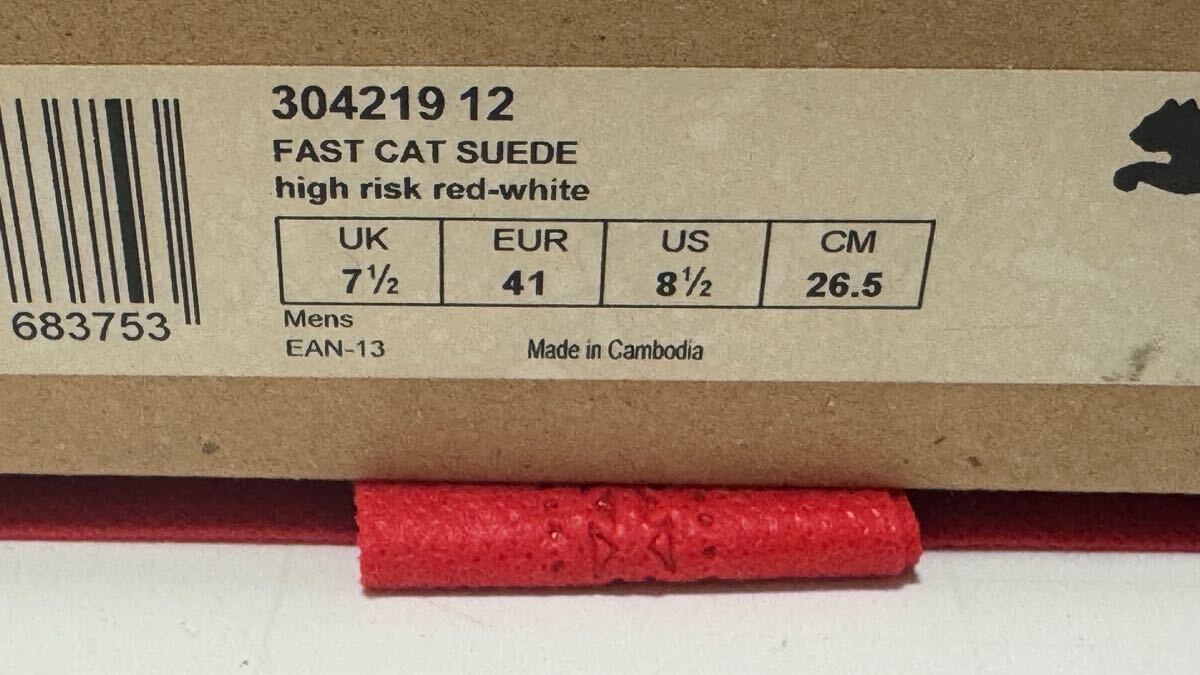 304219 12
FAST CAT SUEDE
high risk red-white
UK EUR US CM
7½ 41 8½ 26.5
683753
Mens
EAN-13 Made in Cambodia